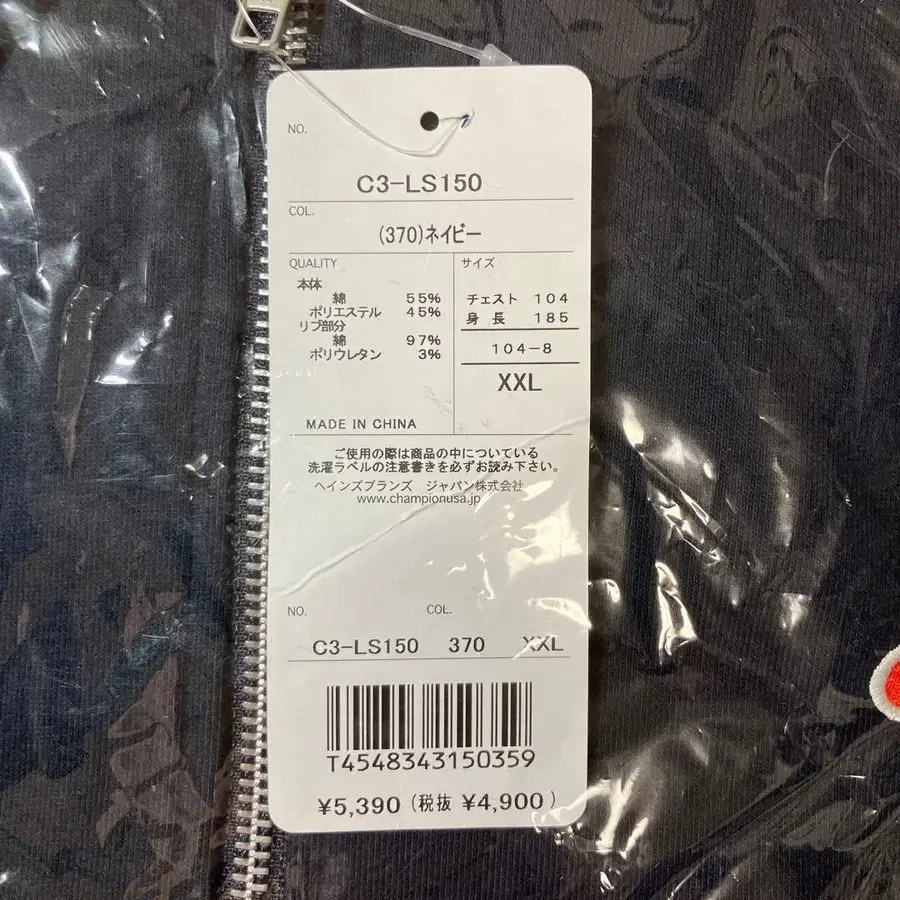 NO.
C3-LS150
COL.
(370)ネイビー
QUALITY
本体
綿 55%
ポリエステル 45%
リブ部分
綿 97%
ポリウレタン 3%
MADE IN CHINA
サイズ
チェスト 104
身長 185
104-8
XXL
ご使用の際は商品の中についている
洗濯ラベルの注意書きを必ずお読み下さい。
ヘインズブランズ ジャパン株式会社
www.championusa.jp
NO. COL.
C3-LS150 370 XXL
T4548343150359
¥5,390 (税抜 ¥4,900)